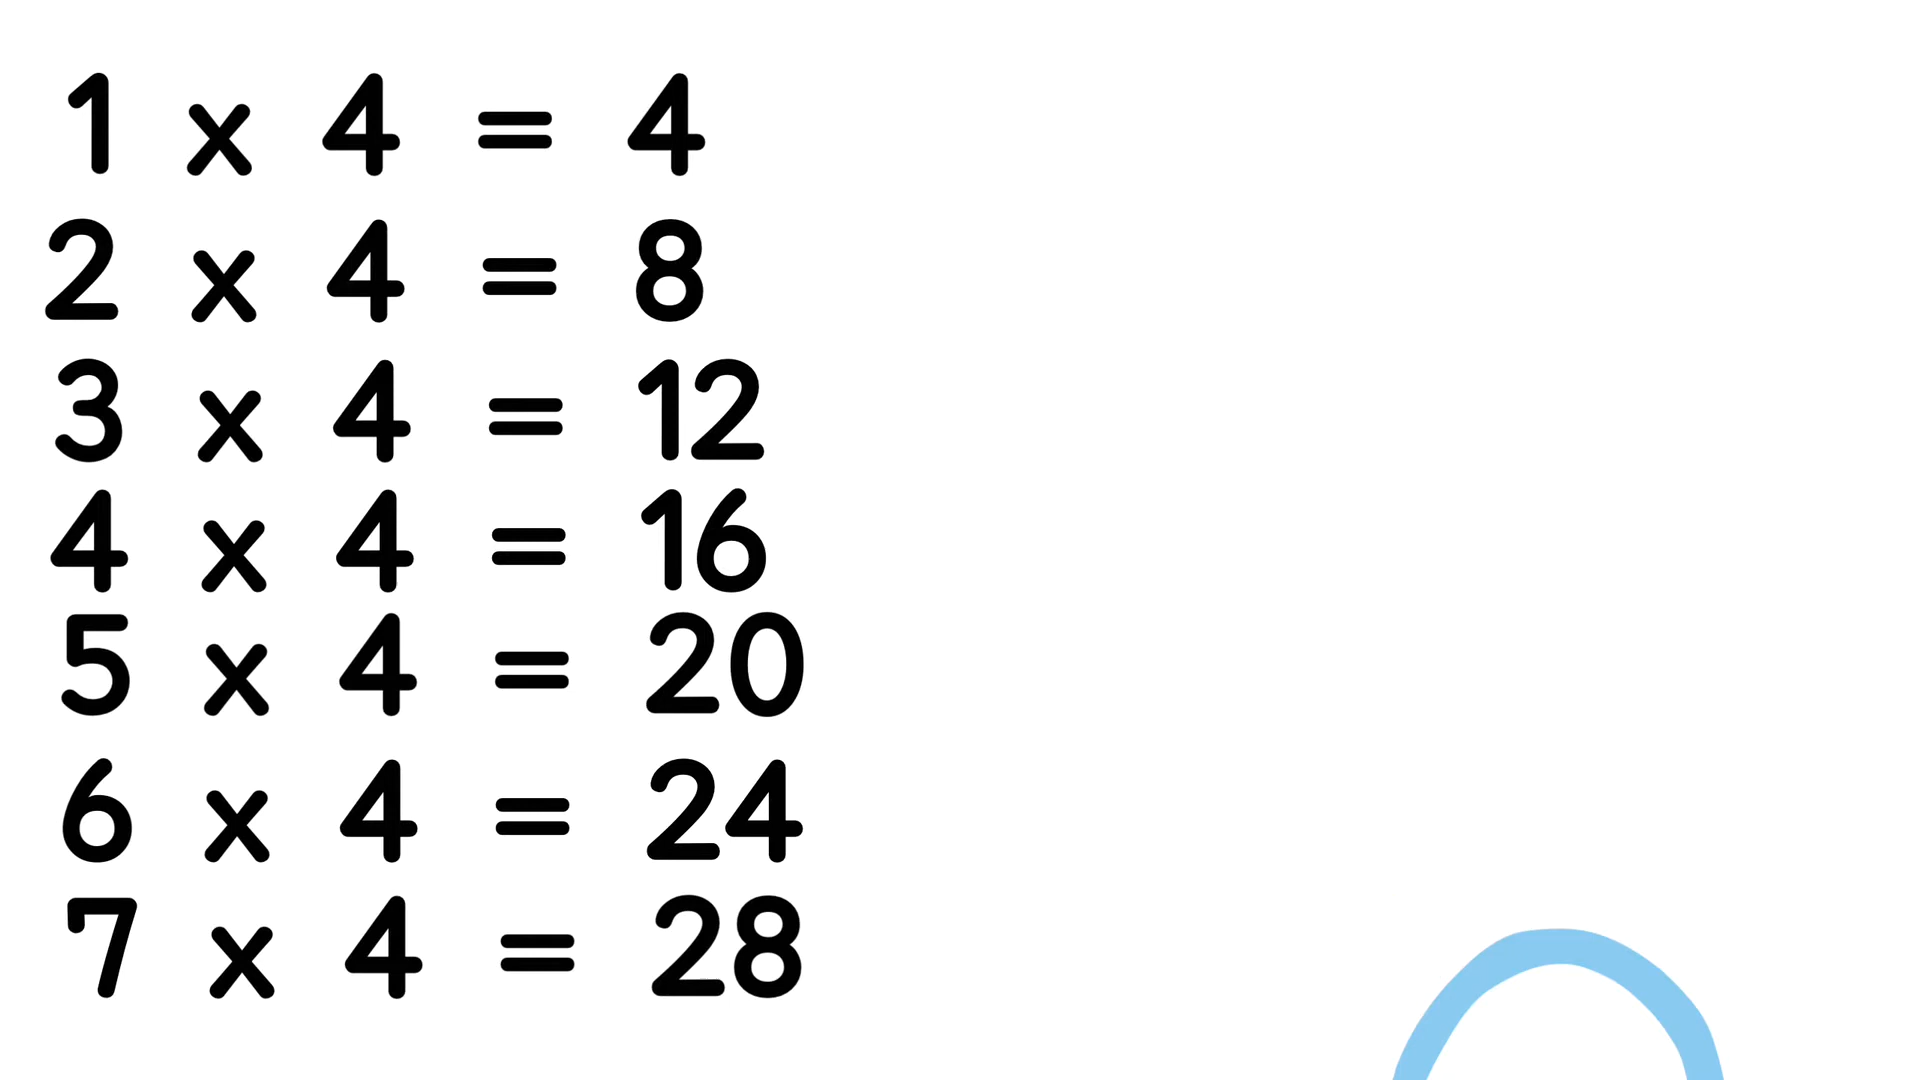 1 x 4 = 4
2 x 4 = 8
3 x 4 = 12
4 x 4 = 16
5 x 4 = 20
6 x 4 = 24
7 x 4 = 28